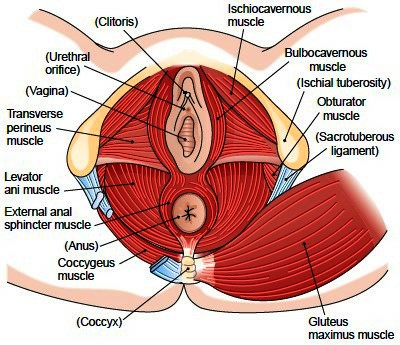 (Clitoris)
(Urethral
orifice)
(Vagina)
Transverse
perineus
muscle
Levator
ani muscle
External anal
sphincter muscle
(Anus)
Coccygeus
muscle
(Coccyx)
Ischiocavernous
muscle
Bulbocavernous
muscle
(Ischial tuberosity)
Obturator
muscle
(Sacrotuberous
ligament)
Gluteus
maximus muscle